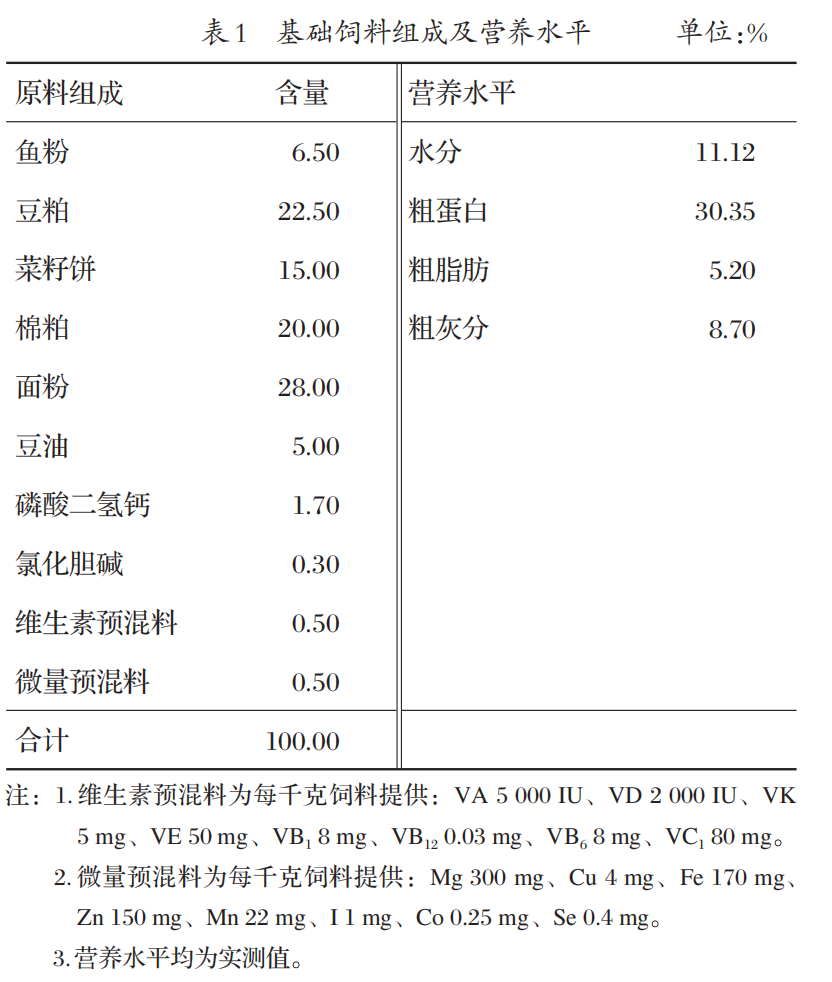 表1 基础饲料组成及营养水平 单位:%
原料组成 含量 营养水平
鱼粉 6.50 水分 11.12
豆粕 22.50 粗蛋白 30.35
菜籽饼 15.00 粗脂肪 5.20
棉粕 20.00 粗灰分 8.70
面粉 28.00
豆油 5.00
磷酸二氢钙 1.70
氯化胆碱 0.30
维生素预混料 0.50
微量预混料 0.50
合计 100.00
注：1.维生素预混料为每千克饲料提供：VA 5 000 IU、VD 2 000 IU、VK
5 mg、VE 50 mg、VB₁ 8 mg、VB₁₂ 0.03 mg、VB₆ 8 mg、VC₁ 80 mg。
2.微量预混料为每千克饲料提供：Mg 300 mg、Cu 4 mg、Fe 170 mg、
Zn 150 mg、Mn 22 mg、I 1 mg、Co 0.25 mg、Se 0.4 mg。
3.营养水平均为实测值。